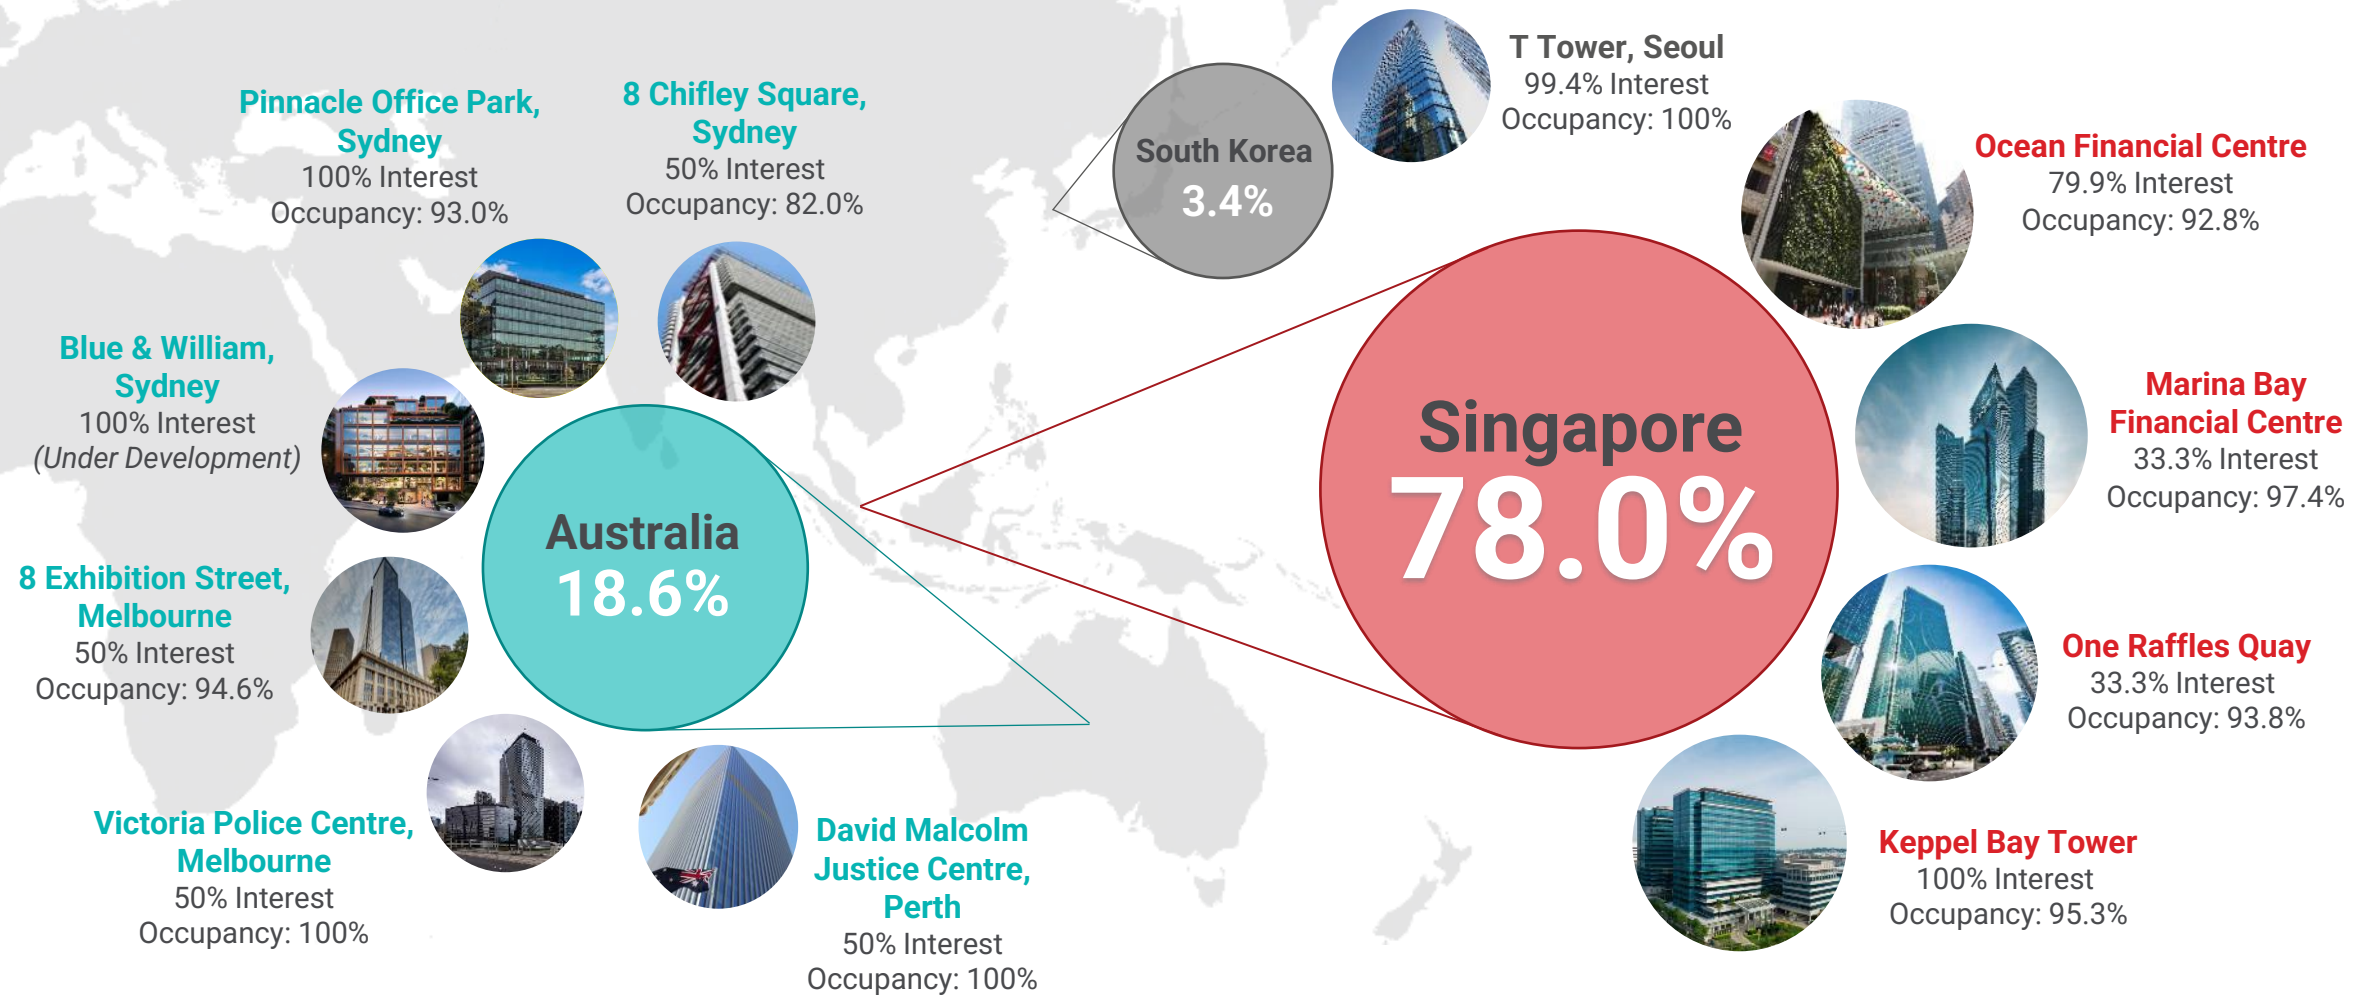 Pinnacle Office Park,
Sydney
100% Interest
Occupancy: 93.0%
8 Chifley Square,
Sydney
50% Interest
Occupancy: 82.0%
Blue & William,
Sydney
100% Interest
(Under Development)
8 Exhibition Street,
Melbourne
50% Interest
Occupancy: 94.6%
Victoria Police Centre,
Melbourne
50% Interest
Occupancy: 100%
David Malcolm
Justice Centre,
Perth
50% Interest
Occupancy: 100%
Australia
18.6%
South Korea
3.4%
T Tower, Seoul
99.4% Interest
Occupancy: 100%
Singapore
78.0%
Ocean Financial Centre
79.9% Interest
Occupancy: 92.8%
Marina Bay
Financial Centre
33.3% Interest
Occupancy: 97.4%
One Raffles Quay
33.3% Interest
Occupancy: 93.8%
Keppel Bay Tower
100% Interest
Occupancy: 95.3%